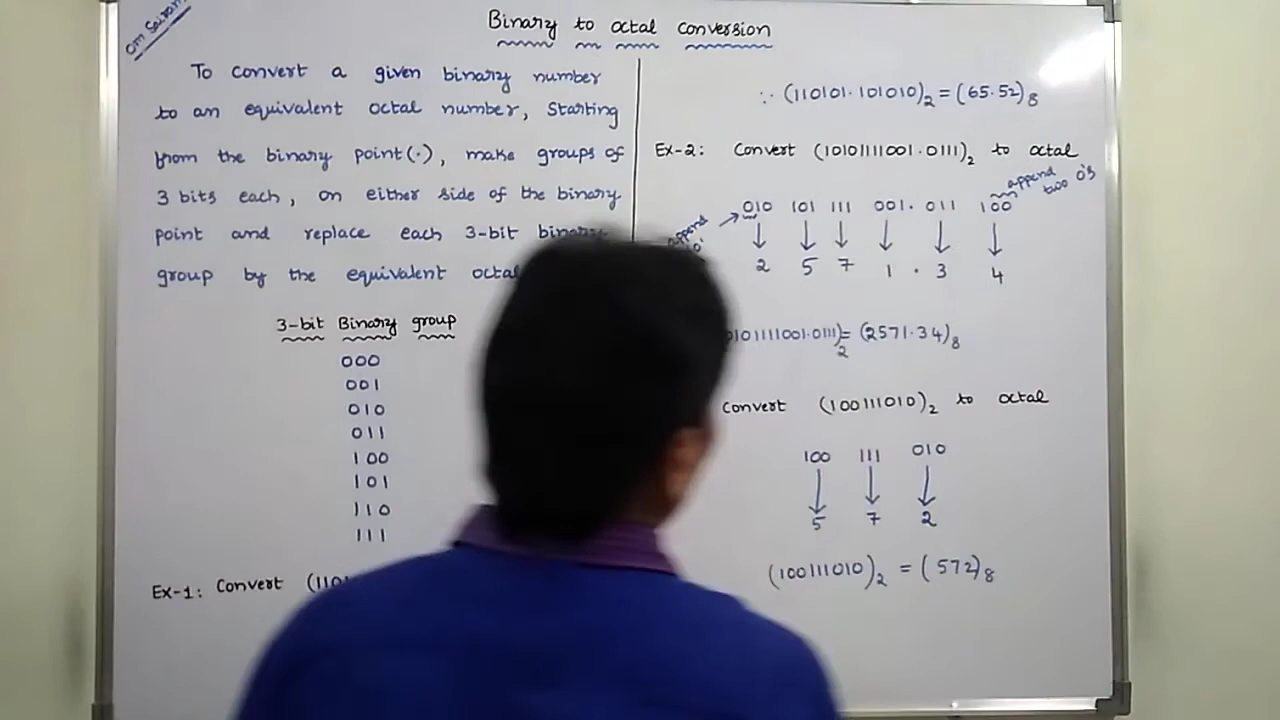 Om Sairam
Binary to octal conversion
To convert a given binary number
to an equivalent octal number, starting
from the binary point(·), make groups of
3 bits each, on either side of the binary
point and replace each 3-bit binary
group by the equivalent octal
3-bit Binary group
000
001
010
011
100
101
110
111
Ex-1: Convert (110
∴ (110101·101010)₂ = (65·52)₈
Ex-2: Convert (10101111001·0111)₂ to octal
append
two 0's
append
010 101 111 001 · 011 100
2 5 7 1 · 3 4
0101111001·0111)₂ = (2571·34)₈
Convert (100111010)₂ to octal
100 111 010
5 7 2
(100111010)₂ = (572)₈